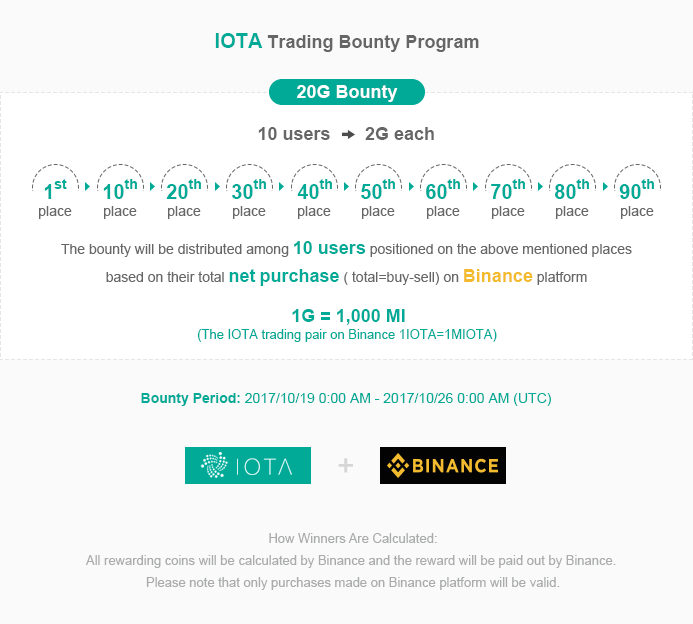 IOTA Trading Bounty Program
20G Bounty
10 users → 2G each
1st 10th 20th 30th 40th 50th 60th 70th 80th 90th
place place place place place place place place place place
The bounty will be distributed among 10 users positioned on the above mentioned places
based on their total net purchase ( total=buy-sell) on Binance platform
1G = 1,000 MI
(The IOTA trading pair on Binance 1IOTA=1MIOTA)
Bounty Period: 2017/10/19 0:00 AM - 2017/10/26 0:00 AM (UTC)
IOTA + BINANCE
How Winners Are Calculated:
All rewarding coins will be calculated by Binance and the reward will be paid out by Binance.
Please note that only purchases made on Binance platform will be valid.